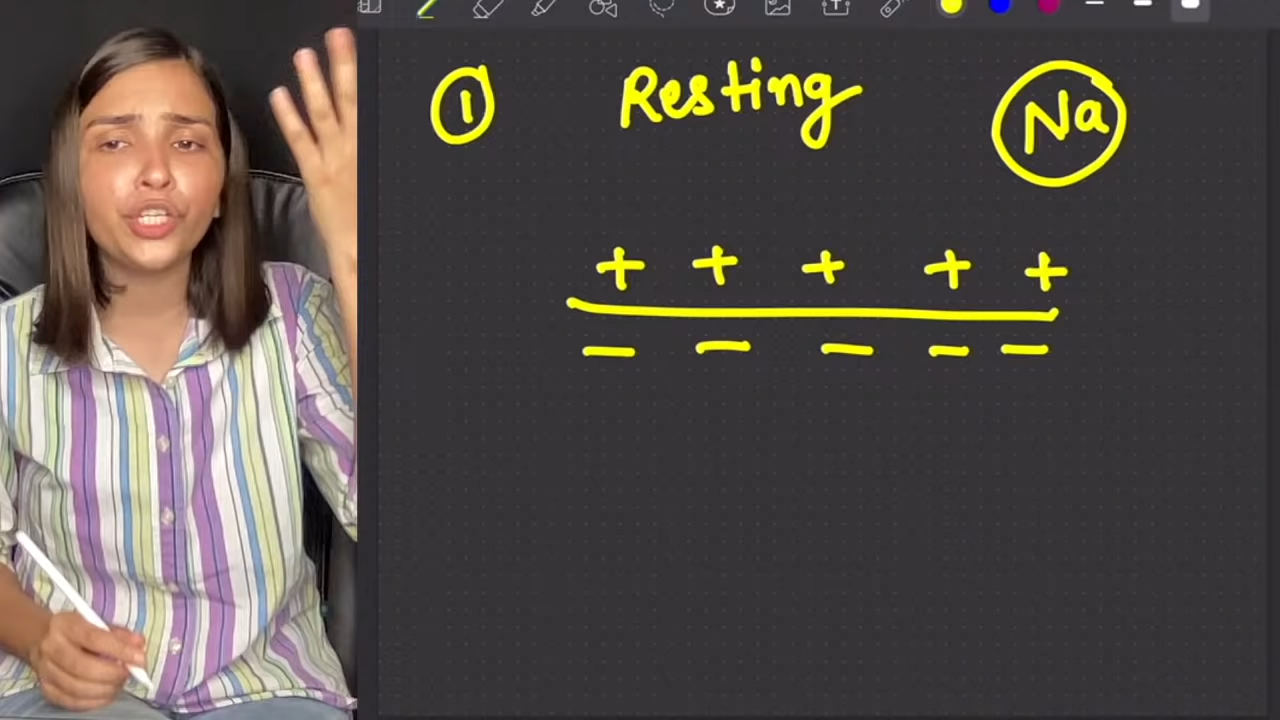 ① Resting Na
+ + + + +
− − − − −